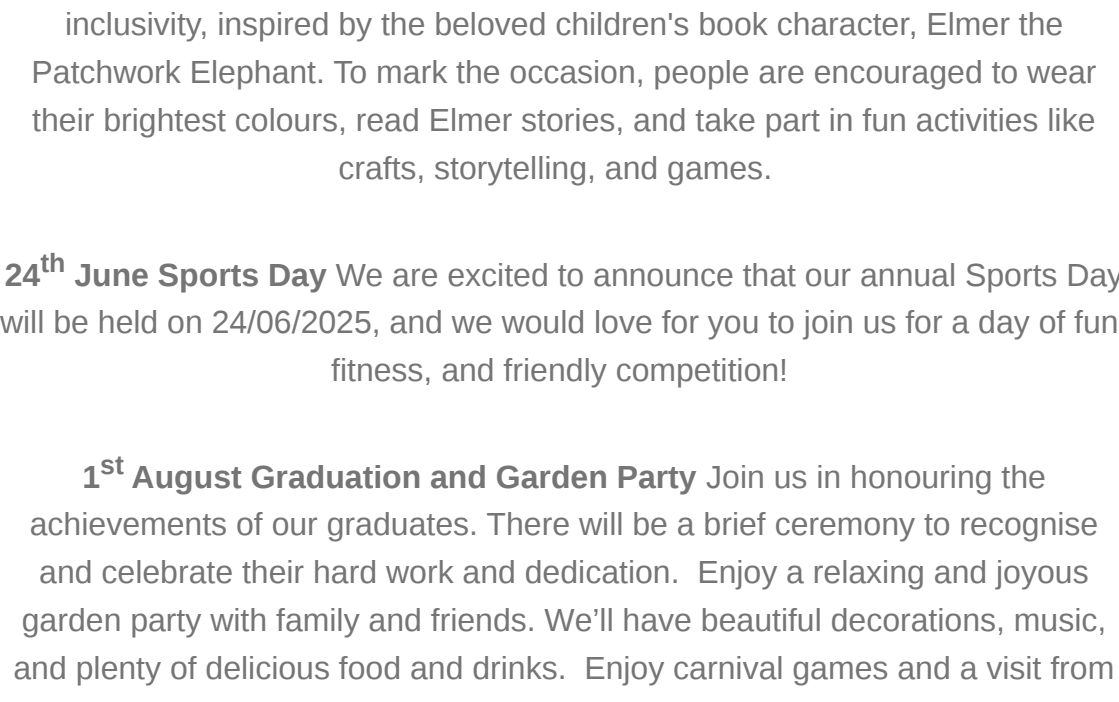 inclusivity, inspired by the beloved children's book character, Elmer the
Patchwork Elephant. To mark the occasion, people are encouraged to wear
their brightest colours, read Elmer stories, and take part in fun activities like
crafts, storytelling, and games.
24th June Sports Day We are excited to announce that our annual Sports Day
will be held on 24/06/2025, and we would love for you to join us for a day of fun
fitness, and friendly competition!
1st August Graduation and Garden Party Join us in honouring the
achievements of our graduates. There will be a brief ceremony to recognise
and celebrate their hard work and dedication.  Enjoy a relaxing and joyous
garden party with family and friends. We’ll have beautiful decorations, music,
and plenty of delicious food and drinks.  Enjoy carnival games and a visit from